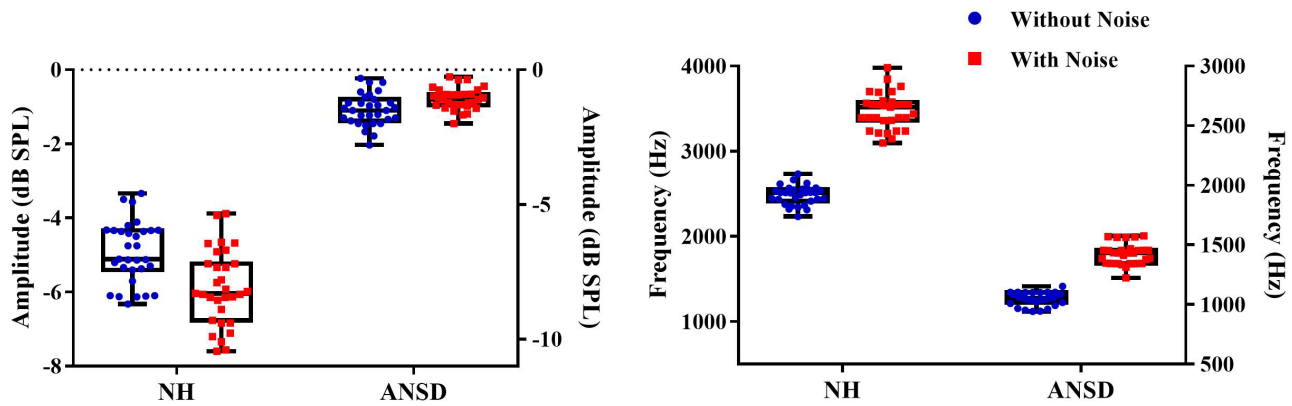 Without Noise
With Noise
0
-2
-4
-6
-8
Amplitude (dB SPL)
0
-5
-10
Amplitude (dB SPL)
NH
ANSD
4000
3000
2000
1000
Frequency (Hz)
3000
2500
2000
1500
1000
500
Frequency (Hz)
NH
ANSD